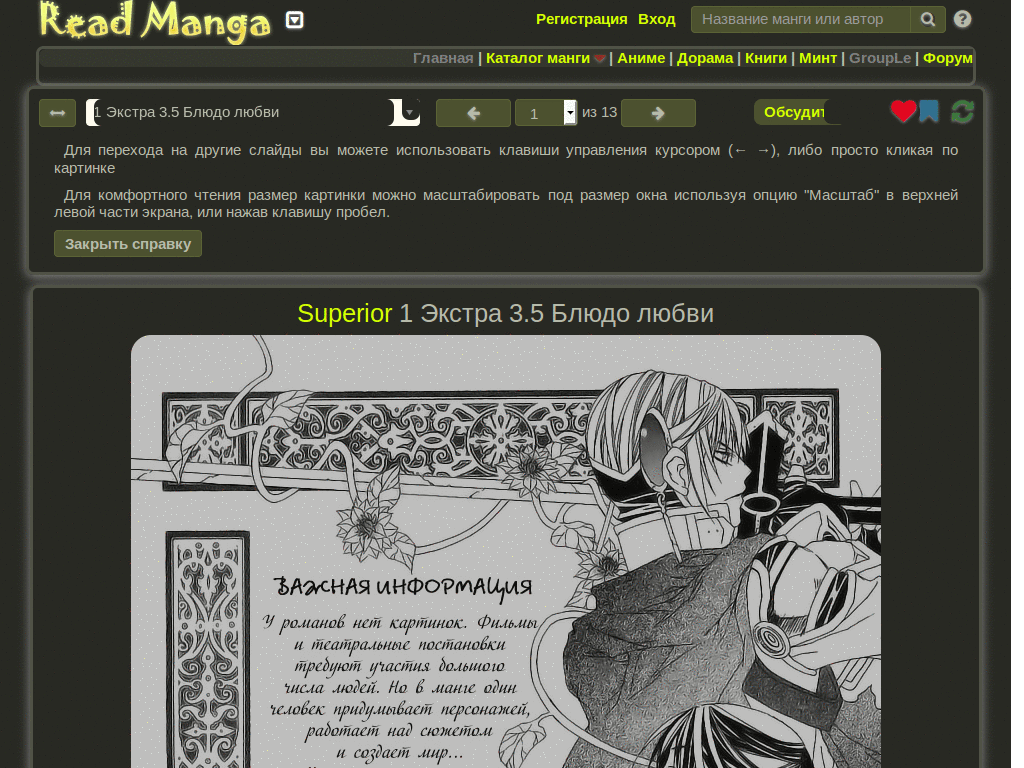 Read Manga
Регистрация Вход Название манги или автор
Главная | Каталог манги | Аниме | Дорама | Книги | Минт | GroupLe | Форум
1 Экстра 3.5 Блюдо любви 1 из 13 Обсудит
Для перехода на другие слайды вы можете использовать клавиши управления курсором (← →), либо просто кликая по
картинке
Для комфортного чтения размер картинки можно масштабировать под размер окна используя опцию "Масштаб" в верхней
левой части экрана, или нажав клавишу пробел.
Закрыть справку
Superior 1 Экстра 3.5 Блюдо любви
ВАЖНАЯ ИНФОРМАЦИЯ
У романов нет картинок. Фильмы
и театральные постановки
требуют участия большого
числа людей. Но в манге один
человек придумывает персонажей,
работает над сюжетом
и создает мир...